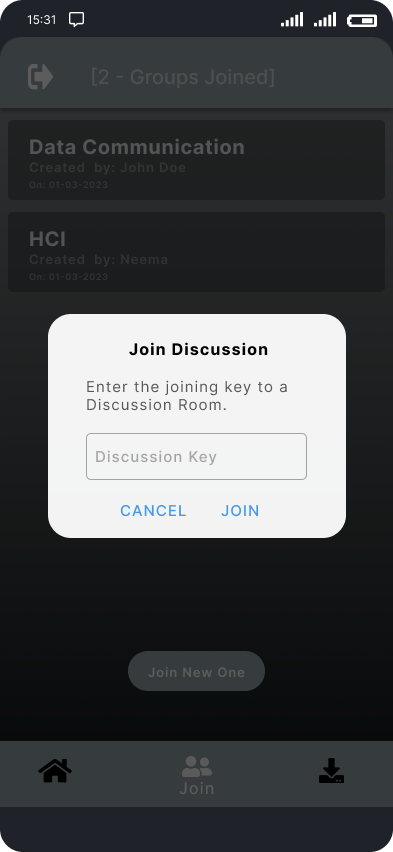 15:31
[2 - Groups Joined]
Data Communication
Created by: John Doe
On: 01-03-2023
HCI
Created by: Neema
On: 01-03-2023
Join Discussion
Enter the joining key to a
Discussion Room.
Discussion Key
CANCEL JOIN
Join New One
Join